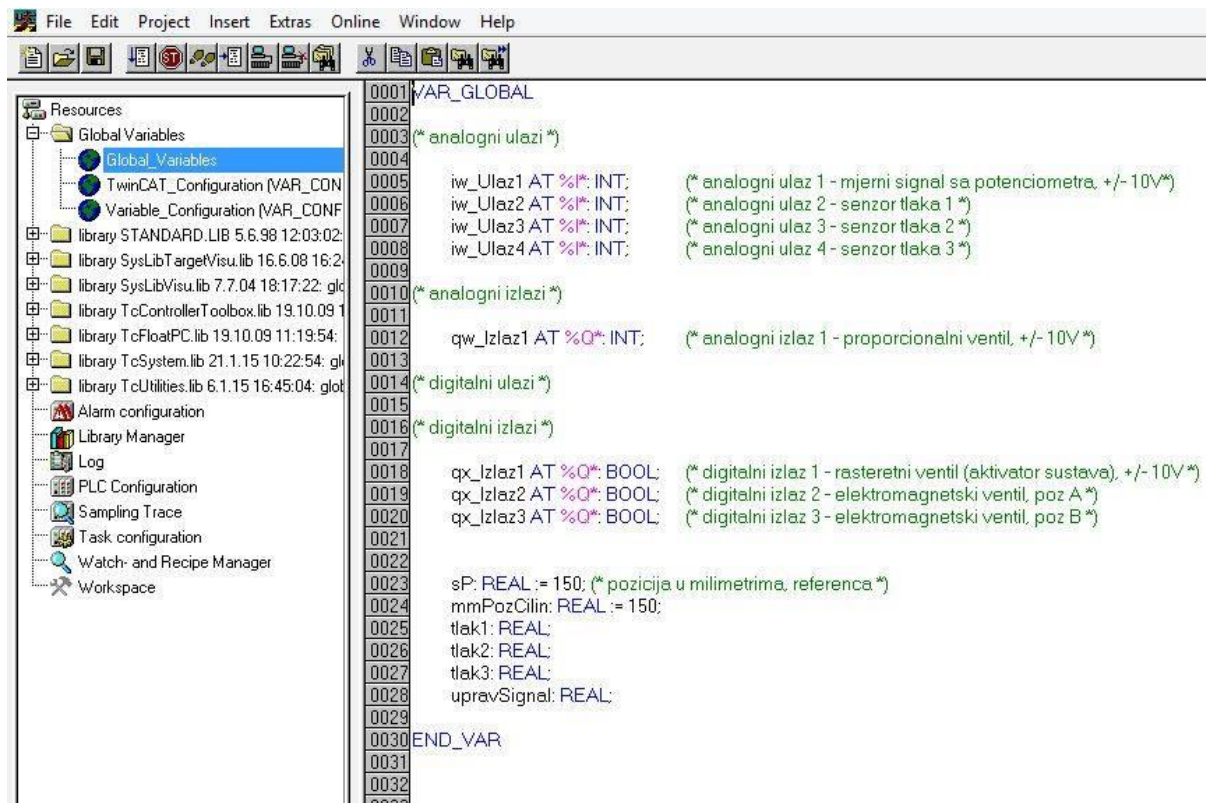 File Edit Project Insert Extras Online Window Help
Resources
Global Variables
Global_Variables
TwinCAT_Configuration (VAR_CON
Variable_Configuration (VAR_CONF
library STANDARD.LIB 5.6.98 12:03:02:
library SysLibTargetVisu.lib 16.6.08 16:2
library SysLibVisu.lib 7.7.04 18:17:22: glo
library TcControllerToolbox.lib 19.10.09 1
library TcFloatPC.lib 19.10.09 11:19:54:
library TcSystem.lib 21.1.15 10:22:54: glo
library TcUtilities.lib 6.1.15 16:45:04: glob
Alarm configuration
Library Manager
Log
PLC Configuration
Sampling Trace
Task configuration
Watch- and Recipe Manager
Workspace
0001 VAR_GLOBAL
0002
0003 (* analogni ulazi *)
0004
0005 iw_Ulaz1 AT %I*: INT; (* analogni ulaz 1 - mjerni signal sa potenciometra, +/- 10V*)
0006 iw_Ulaz2 AT %I*: INT; (* analogni ulaz 2 - senzor tlaka 1 *)
0007 iw_Ulaz3 AT %I*: INT; (* analogni ulaz 3 - senzor tlaka 2 *)
0008 iw_Ulaz4 AT %I*: INT; (* analogni ulaz 4 - senzor tlaka 3 *)
0009
0010 (* analogni izlazi *)
0011
0012 qw_Izlaz1 AT %Q*: INT; (* analogni izlaz 1 - proporcionalni ventil, +/- 10V *)
0013
0014 (* digitalni ulazi *)
0015
0016 (* digitalni izlazi *)
0017
0018 qx_Izlaz1 AT %Q*: BOOL; (* digitalni izlaz 1 - rasteretni ventil (aktivator sustava), +/- 10V *)
0019 qx_Izlaz2 AT %Q*: BOOL; (* digitalni izlaz 2 - elektromagnetski ventil, poz A *)
0020 qx_Izlaz3 AT %Q*: BOOL; (* digitalni izlaz 3 - elektromagnetski ventil, poz B *)
0021
0022
0023 sP: REAL := 150; (* pozicija u milimetrima, referenca *)
0024 mmPozCilin: REAL := 150;
0025 tlak1: REAL;
0026 tlak2: REAL;
0027 tlak3: REAL;
0028 upravSignal: REAL;
0029
0030 END_VAR
0031
0032